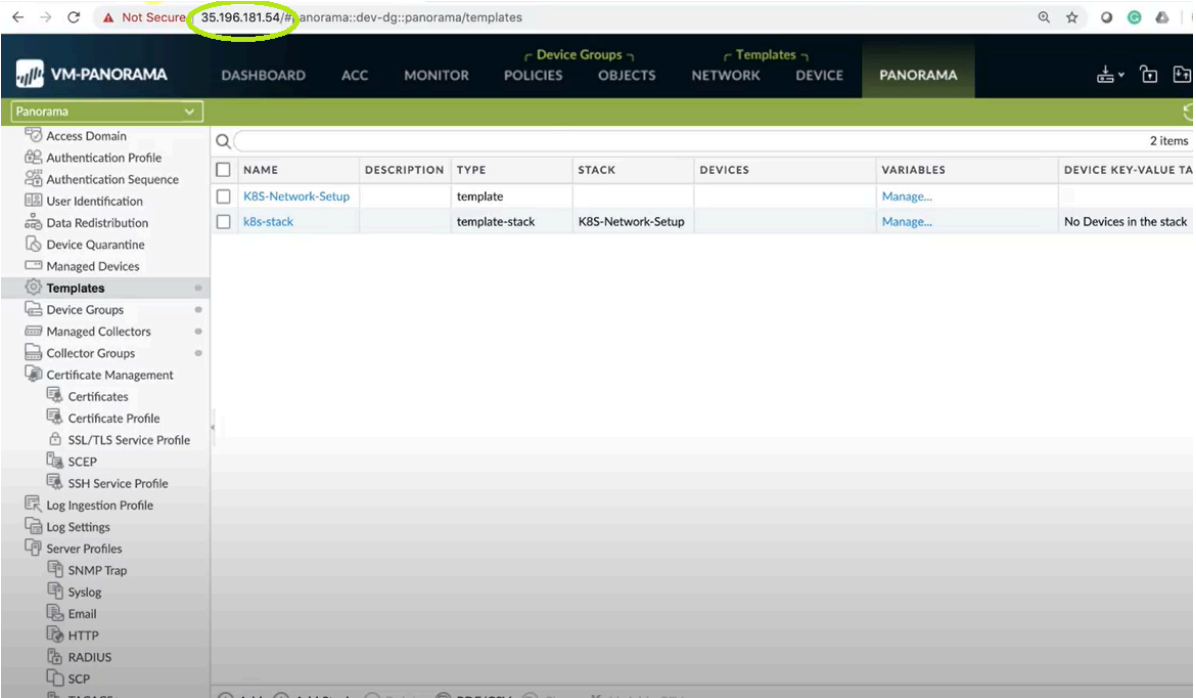 Not Secure 35.196.181.54/#panorama::dev-dg::panorama/templates
VM-PANORAMA
DASHBOARD ACC MONITOR POLICIES OBJECTS NETWORK DEVICE PANORAMA
Device Groups Templates
Panorama
Access Domain
Authentication Profile
Authentication Sequence
User Identification
Data Redistribution
Device Quarantine
Managed Devices
Templates
Device Groups
Managed Collectors
Collector Groups
Certificate Management
Certificates
Certificate Profile
SSL/TLS Service Profile
SCEP
SSH Service Profile
Log Ingestion Profile
Log Settings
Server Profiles
SNMP Trap
Syslog
Email
HTTP
RADIUS
SCP
2 items
NAME DESCRIPTION TYPE STACK DEVICES VARIABLES DEVICE KEY-VALUE TA
K8S-Network-Setup template Manage...
k8s-stack template-stack K8S-Network-Setup Manage... No Devices in the stack